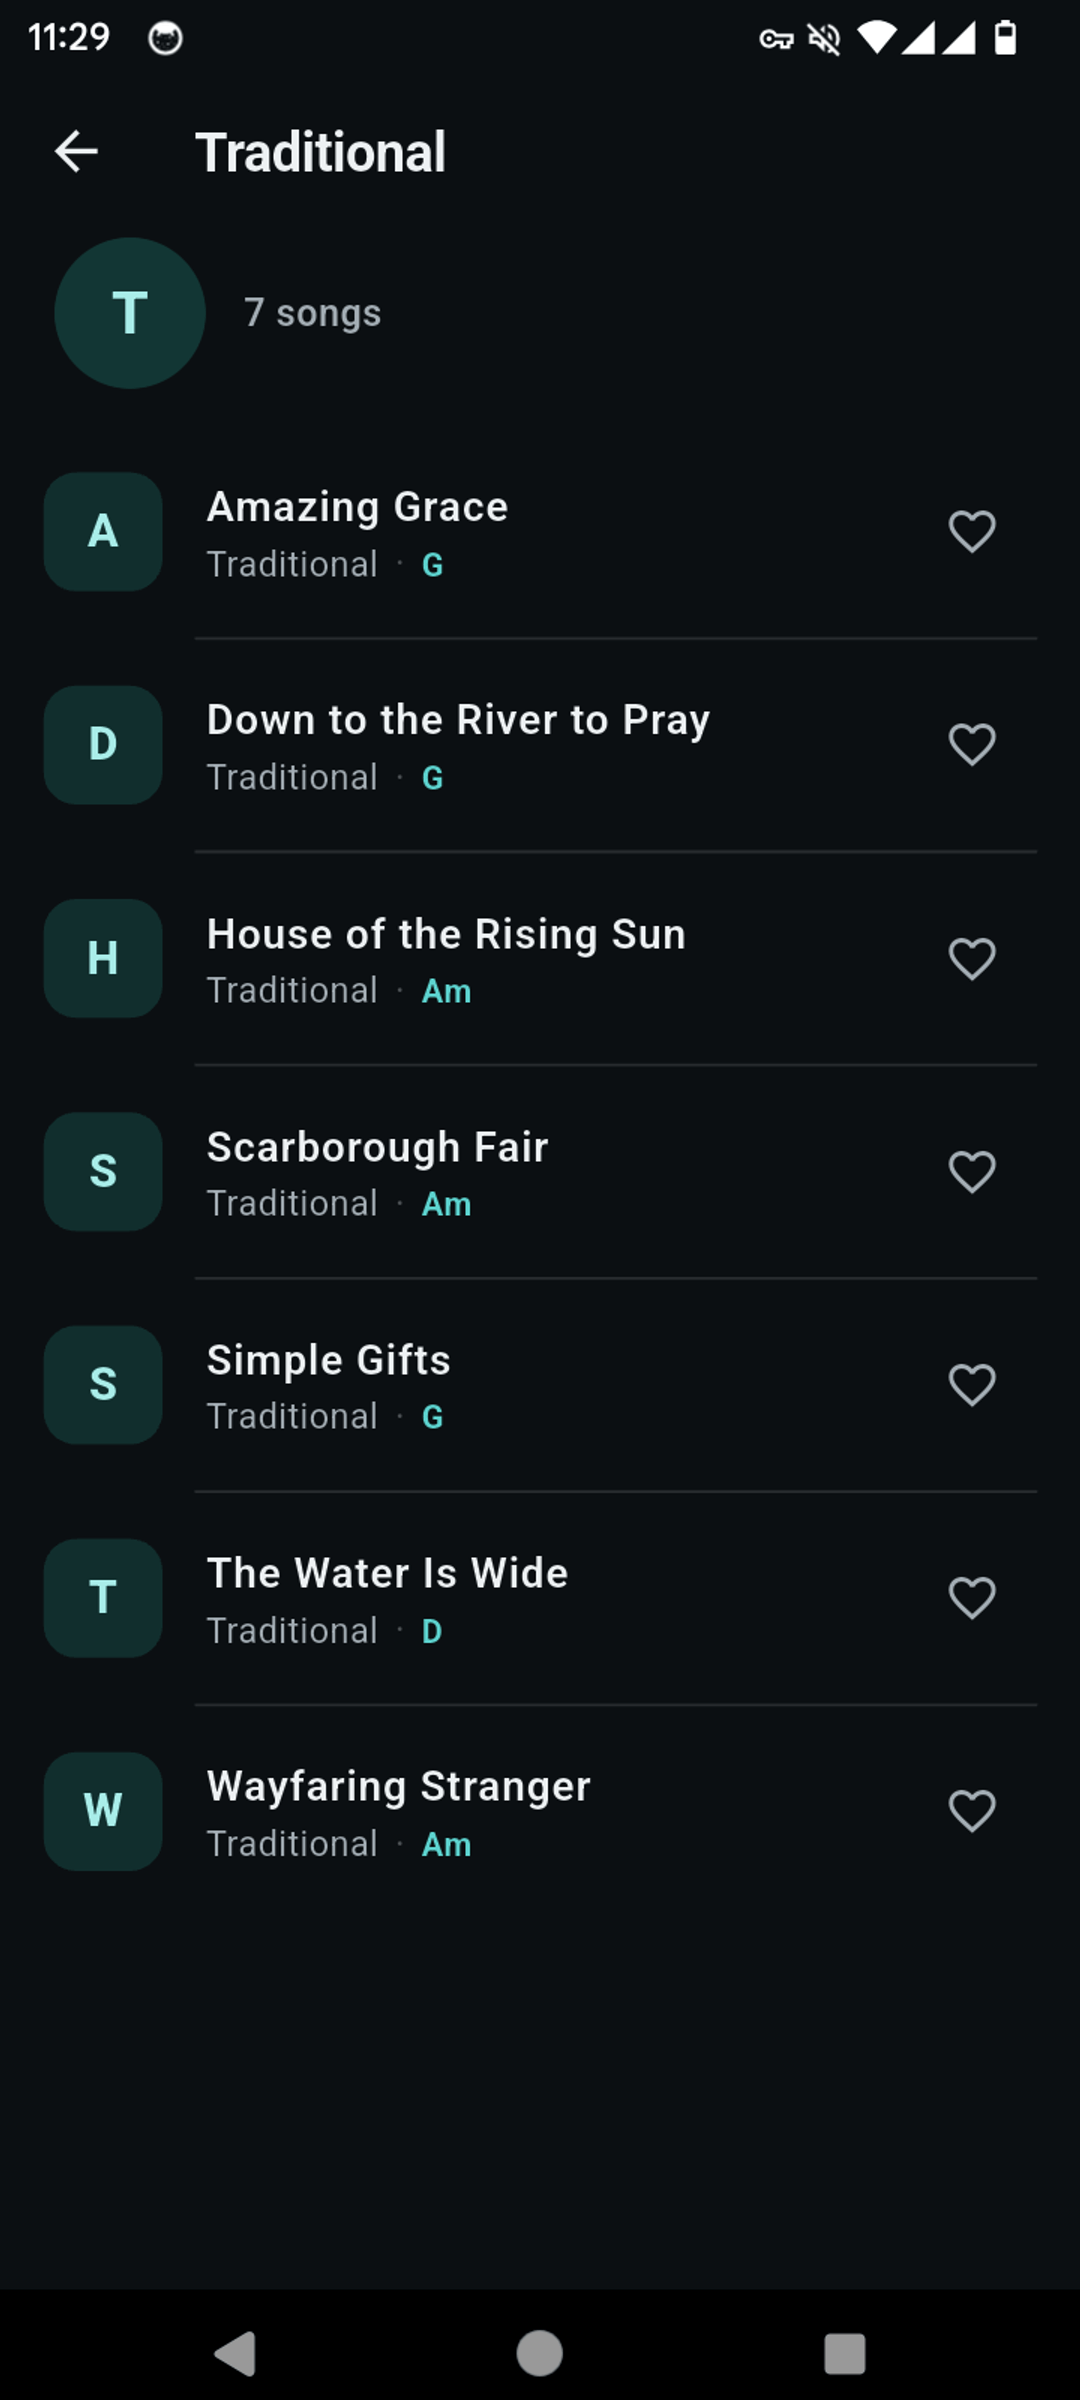 11:29
Traditional
T
7 songs
A
Amazing Grace
Traditional · G
D
Down to the River to Pray
Traditional · G
H
House of the Rising Sun
Traditional · Am
S
Scarborough Fair
Traditional · Am
S
Simple Gifts
Traditional · G
T
The Water Is Wide
Traditional · D
W
Wayfaring Stranger
Traditional · Am